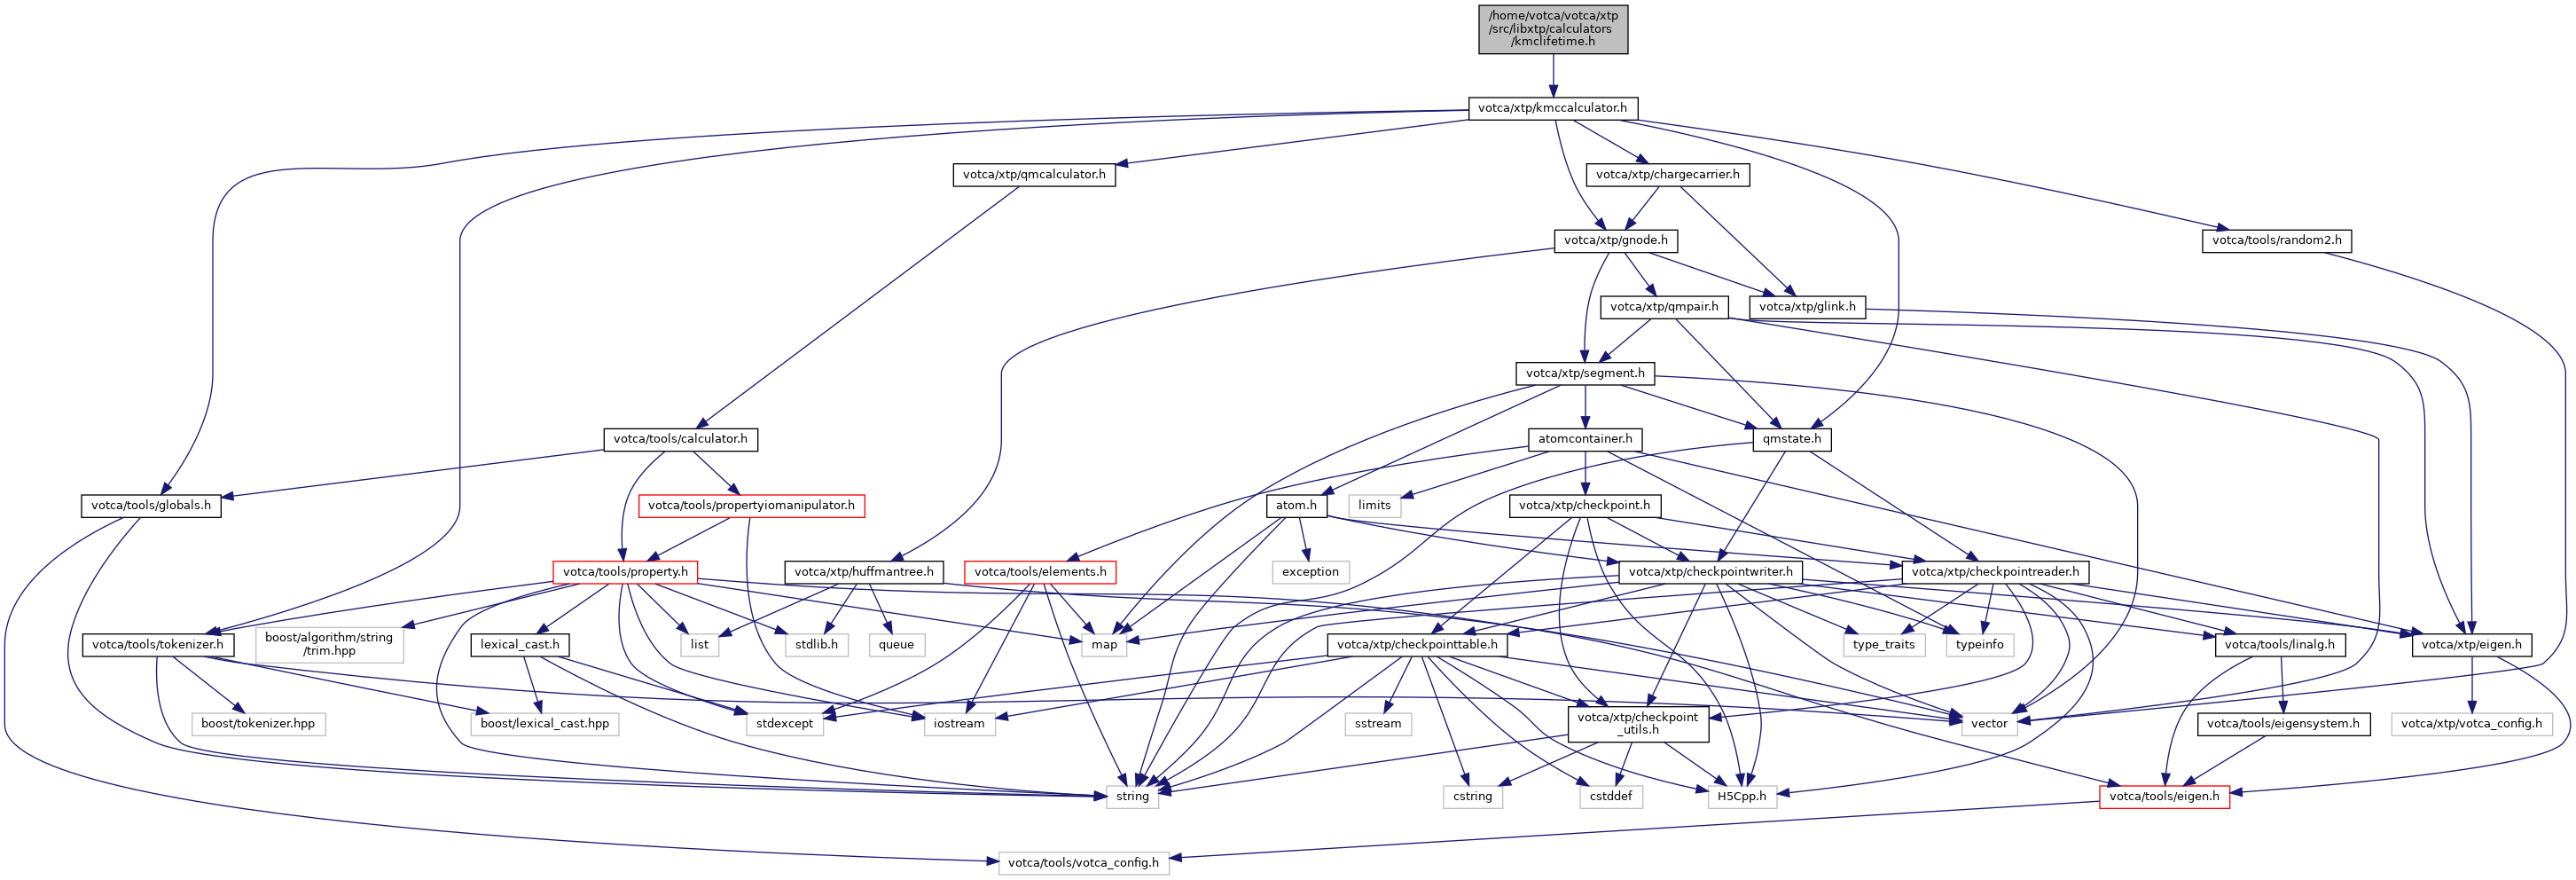 /home/votca/votca/xtp
/src/libxtp/calculators
/kmclifetime.h
votca/xtp/kmccalculator.h
votca/xtp/qmcalculator.h
votca/xtp/chargecarrier.h
votca/xtp/gnode.h
votca/tools/random2.h
votca/xtp/qmpair.h
votca/xtp/glink.h
votca/xtp/segment.h
votca/tools/calculator.h
atomcontainer.h
qmstate.h
votca/tools/globals.h
votca/tools/propertyiomanipulator.h
atom.h
limits
votca/xtp/checkpoint.h
votca/tools/property.h
votca/xtp/huffmantree.h
votca/tools/elements.h
exception
votca/xtp/checkpointwriter.h
votca/xtp/checkpointreader.h
votca/tools/tokenizer.h
boost/algorithm/string
/trim.hpp
lexical_cast.h
list
stdlib.h
queue
map
votca/xtp/checkpointtable.h
type_traits
typeinfo
votca/tools/linalg.h
votca/xtp/eigen.h
boost/tokenizer.hpp
boost/lexical_cast.hpp
stdexcept
iostream
sstream
votca/xtp/checkpoint
_utils.h
vector
votca/tools/eigensystem.h
votca/xtp/votca_config.h
string
cstring
cstddef
H5Cpp.h
votca/tools/eigen.h
votca/tools/votca_config.h